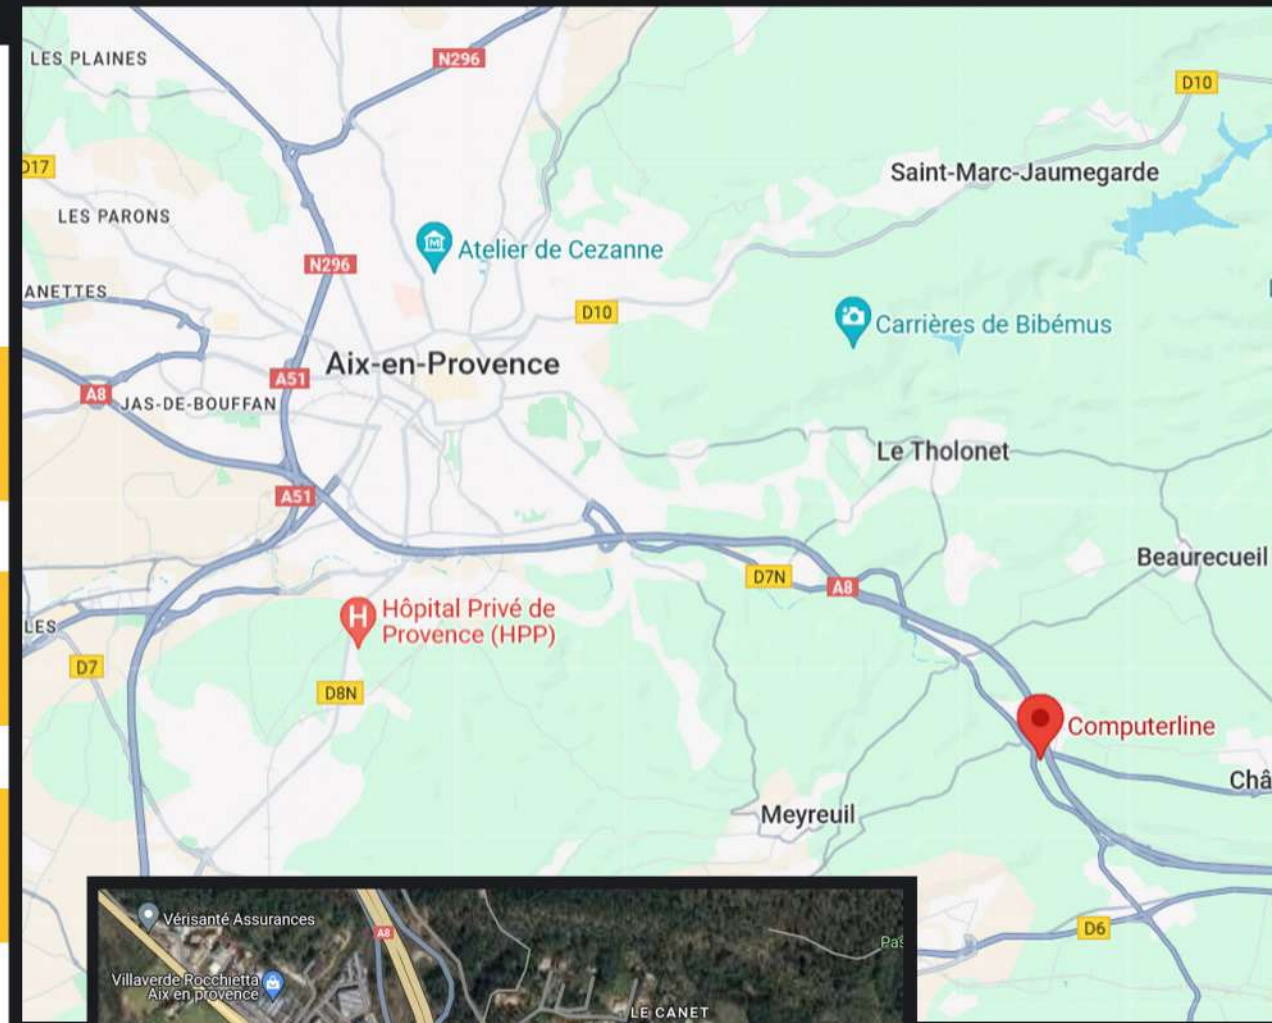 LES PLAINES
N296
D10
D17
Saint-Marc-Jaumegarde
LES PARONS
Atelier de Cezanne
N296
ANETTES
D10
Carrières de Bibémus
Aix-en-Provence
A51
A8
JAS-DE-BOUFFAN
Le Tholonet
A51
Beaurecueil
D7N
A8
Hôpital Privé de
Provence (HPP)
LES
D7
D8N
Computerline
Châ
Meyreuil
D6
Vérisanté Assurances
A8
Pas
Villaverde Rocchietta
Aix en provence
LE CANET